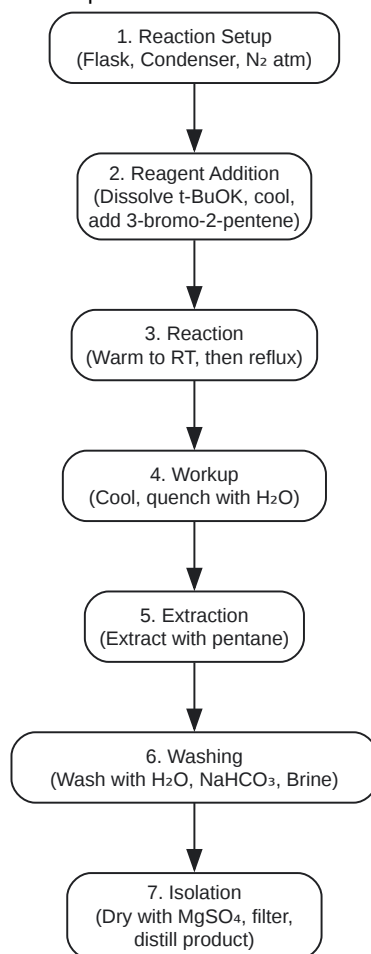 1. Reaction Setup
(Flask, Condenser, N₂ atm)
2. Reagent Addition
(Dissolve t-BuOK, cool,
add 3-bromo-2-pentene)
3. Reaction
(Warm to RT, then reflux)
4. Workup
(Cool, quench with H₂O)
5. Extraction
(Extract with pentane)
6. Washing
(Wash with H₂O, NaHCO₃, Brine)
7. Isolation
(Dry with MgSO₄, filter,
distill product)